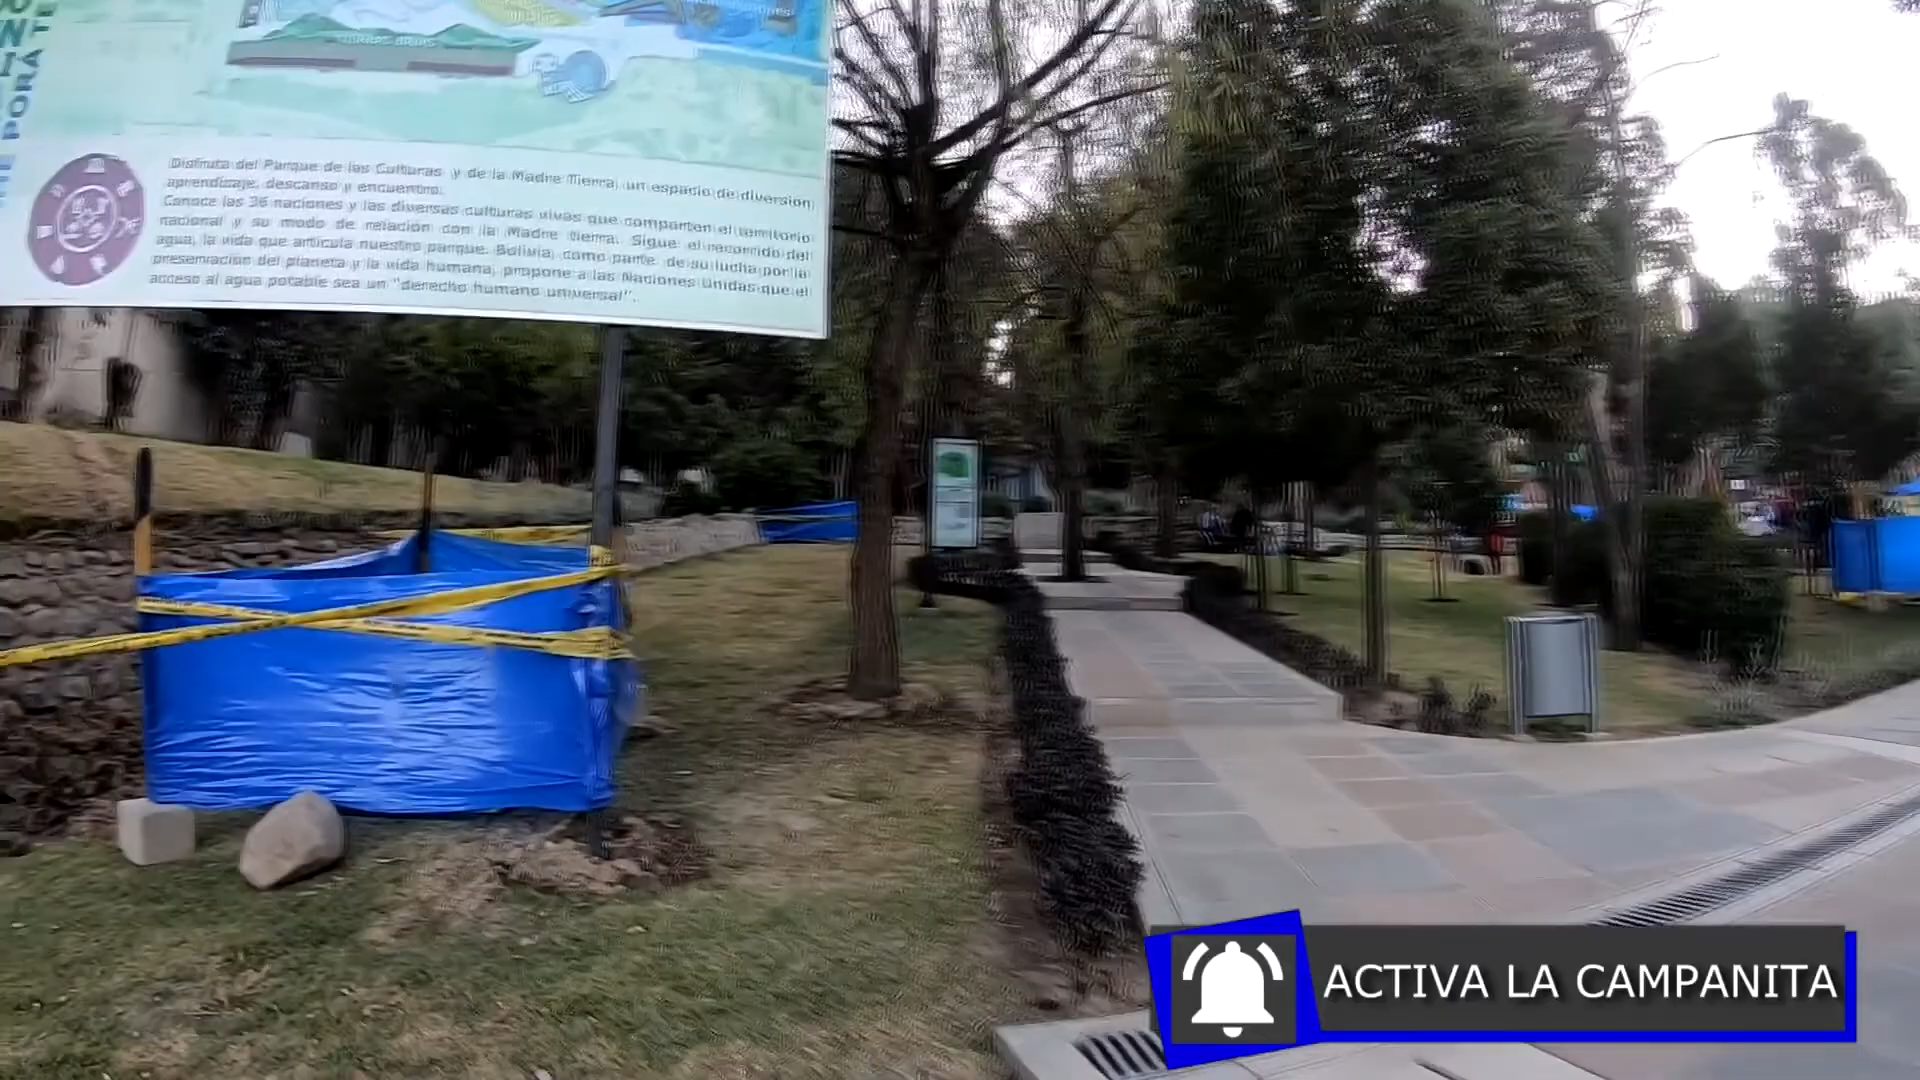 PORÁ
Disfruta del Parque de las Culturas y de la Madre Tierra, un espacio de diversion,
aprendizaje, descanso y encuentro.
Conoce las 36 naciones y las diversas culturas vivas que comparten el territorio
nacional y su modo de relación con la Madre tierra. Sigue el recorrido del
agua, la vida que articula nuestro parque. Bolivia, como parte de su lucha por la
preservación del planeta y la vida humana, propone a las Naciones Unidas que el
acceso al agua potable sea un "derecho humano universal".
ACTIVA LA CAMPANITA